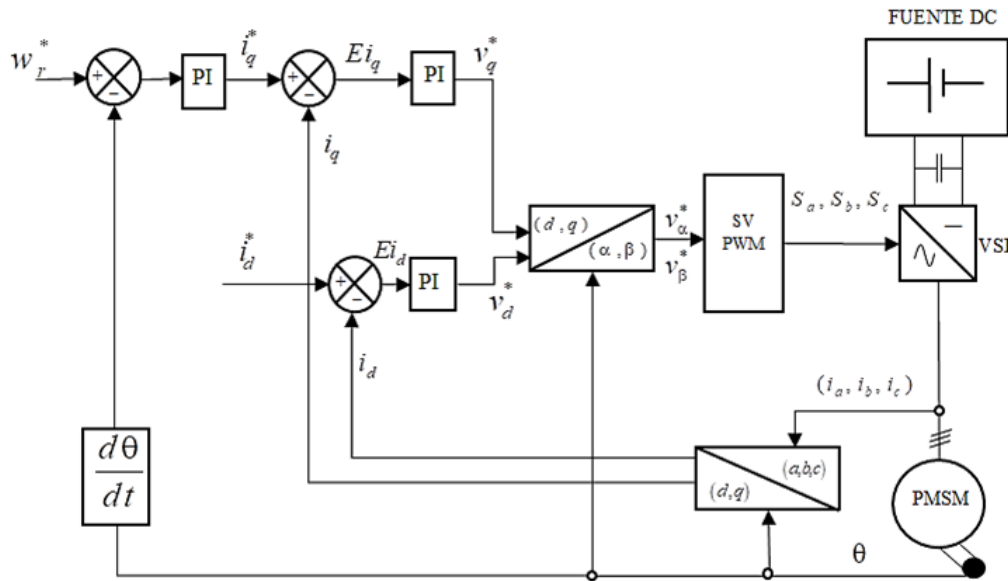 FUENTE DC
w_r^*
+
−
PI
i_q^*
+
−
Ei_q
PI
v_q^*
i_q
i_d^*
+
−
Ei_d
PI
v_d^*
i_d
(d,q)
(α,β)
v_α^*
v_β^*
SV
PWM
S_a, S_b, S_c
VSI
(i_a, i_b, i_c)
(a,b,c)
(d,q)
dθ
dt
θ
PMSM